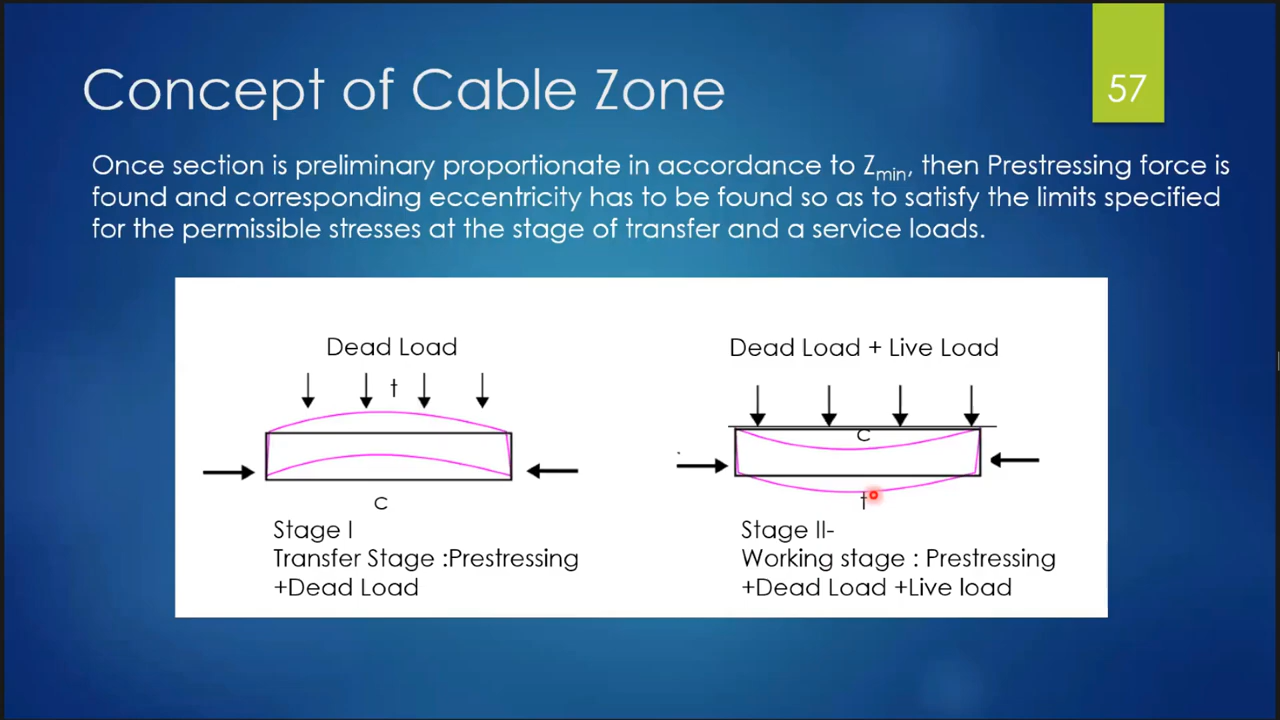 Concept of Cable Zone
57
Once section is preliminary proportionate in accordance to Zmin, then Prestressing force is
found and corresponding eccentricity has to be found so as to satisfy the limits specified
for the permissible stresses at the stage of transfer and a service loads.
Dead Load
t
c
Stage I
Transfer Stage :Prestressing
+Dead Load
Dead Load + Live Load
c
t
Stage II-
Working stage : Prestressing
+Dead Load +Live load